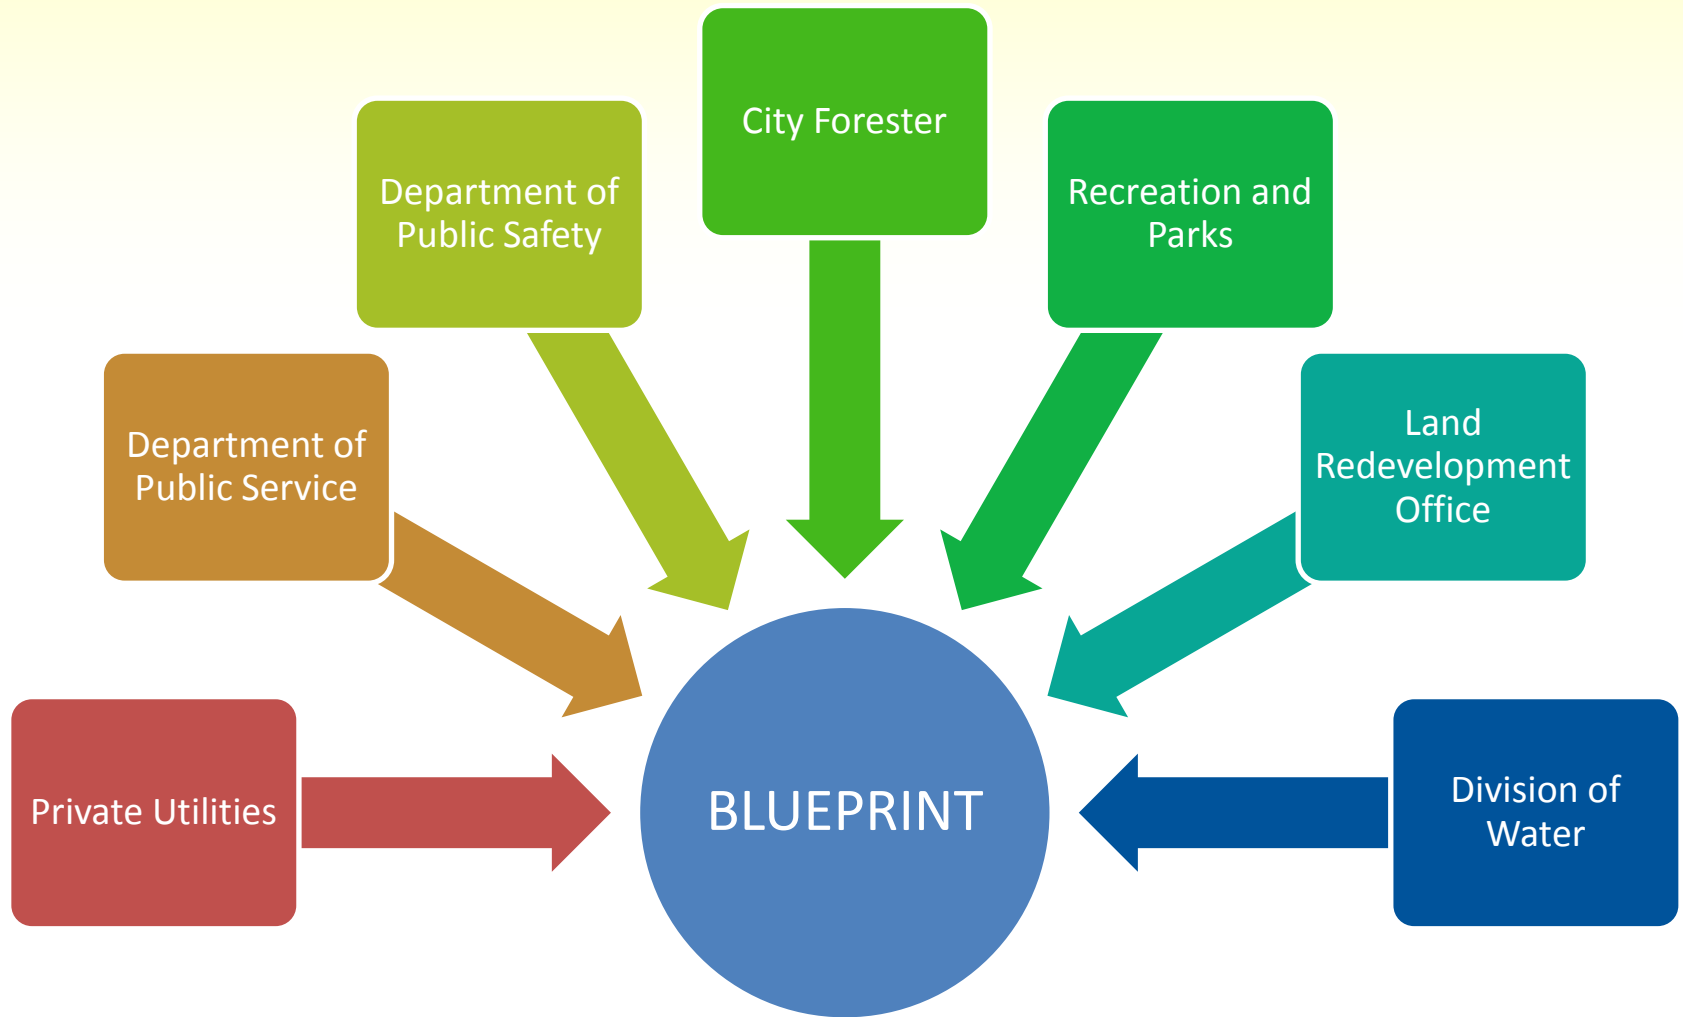 City Forester
Department of
Public Safety
Recreation and
Parks
Department of
Public Service
Land
Redevelopment
Office
Private Utilities
BLUEPRINT
Division of
Water